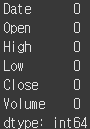 Date      0
Open      0
High      0
Low       0
Close     0
Volume    0
dtype: int64